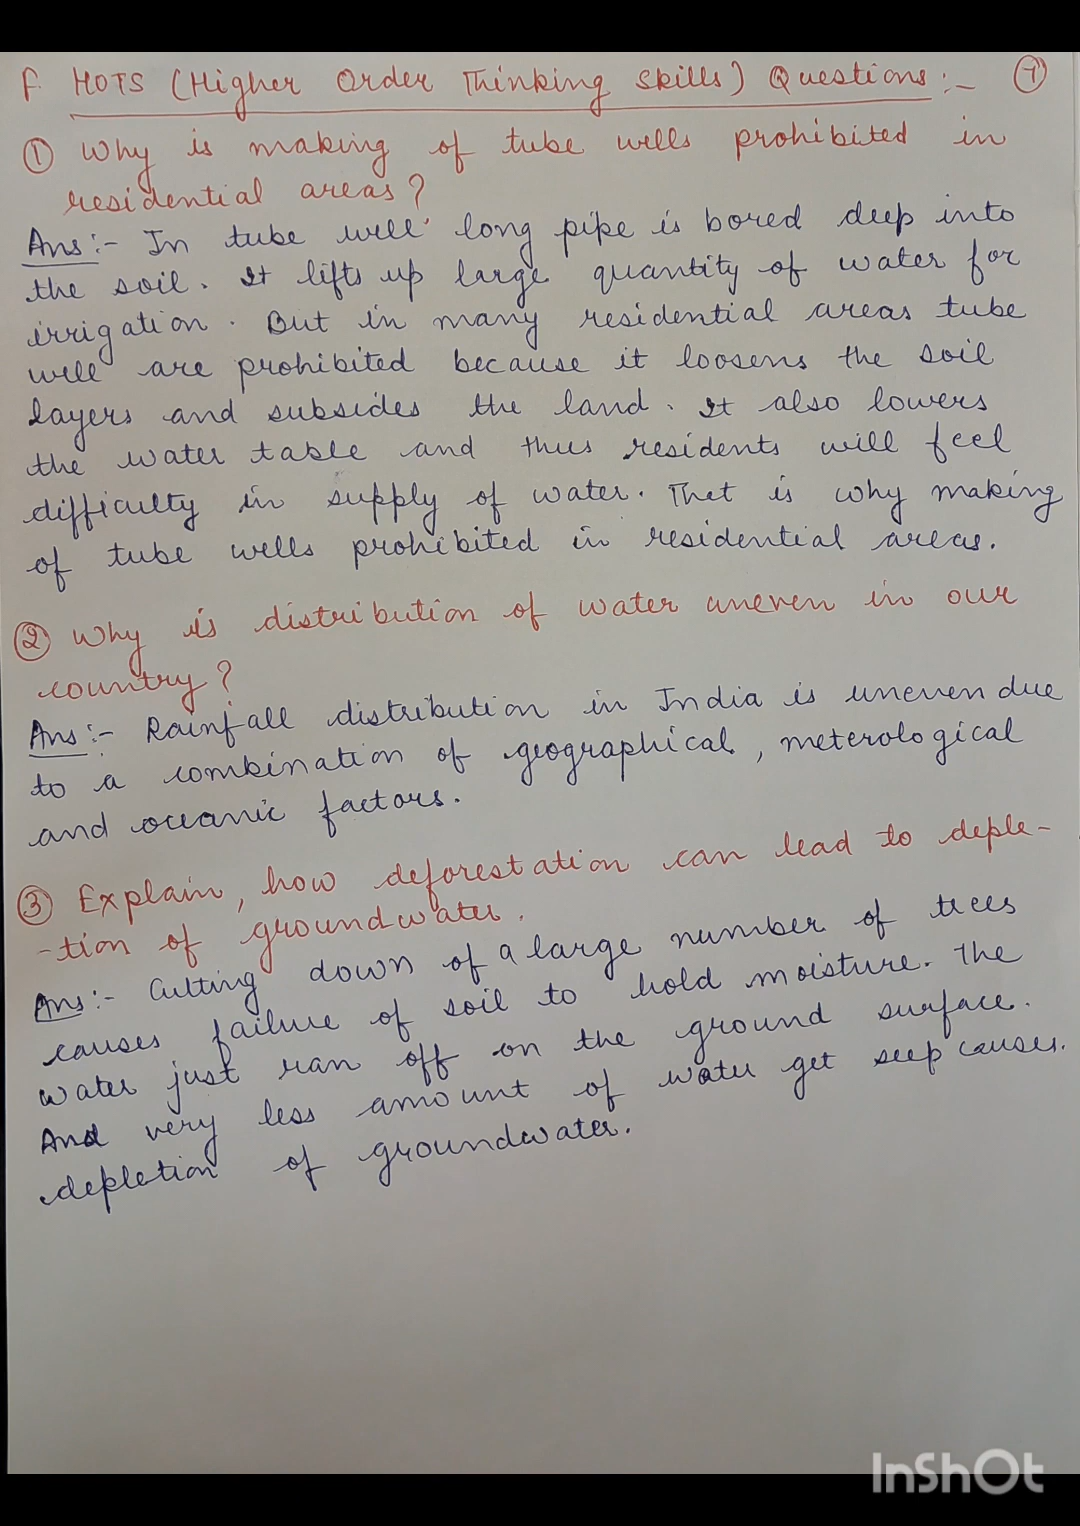 F. HOTS (Higher Order Thinking Skills) Questions :- 7
① Why is making of tube wells prohibited in
residential areas?
Ans :- In tube well long pipe is bored deep into
the soil. It lifts up large quantity of water for
irrigation. But in many residential areas tube
well are prohibited because it loosens the soil
layers and subsides the land. It also lowers
the water table and thus residents will feel
difficulty in supply of water. Thet is why making
of tube wells prohibited in residential areas.
② Why is distribution of water uneven in our
country?
Ans :- Rainfall distribution in India is uneven due
to a combination of geographical, meterological
and oceanic factors.
③ Explain, how deforestation can lead to deple-
-tion of groundwater.
Ans :- Cutting down of a large number of trees
causes failure of soil to hold moisture. The
water just ran off on the ground surface.
And very less amount of water get seep causes.
depletion of groundwater.
InShOt